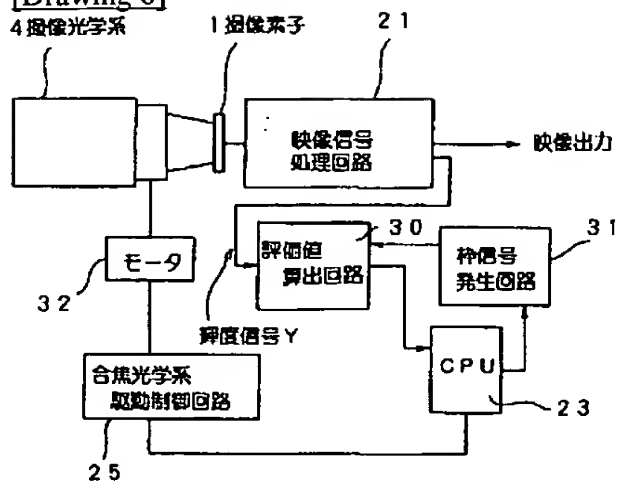 [Drawing 6]
4撮像光学系
1撮像素子
21
映像信号
処理回路
映像出力
30
評価値
算出回路
枠信号
発生回路
31
モータ
32
輝度信号Y
CPU
23
合焦光学系
駆動制御回路
25